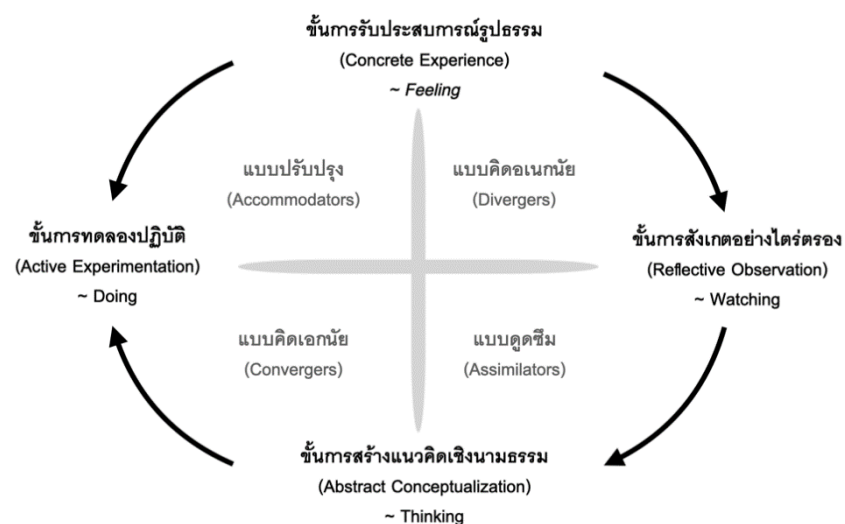 ขั้นการรับประสบการณ์รูปธรรม
(Concrete Experience)
~ Feeling
แบบปรับปรุง
(Accommodators)
แบบคิดอเนกนัย
(Divergers)
ขั้นการทดลองปฏิบัติ
(Active Experimentation)
~ Doing
ขั้นการสังเกตอย่างไตร่ตรอง
(Reflective Observation)
~ Watching
แบบคิดเอกนัย
(Convergers)
แบบดูดซึม
(Assimilators)
ขั้นการสร้างแนวคิดเชิงนามธรรม
(Abstract Conceptualization)
~ Thinking